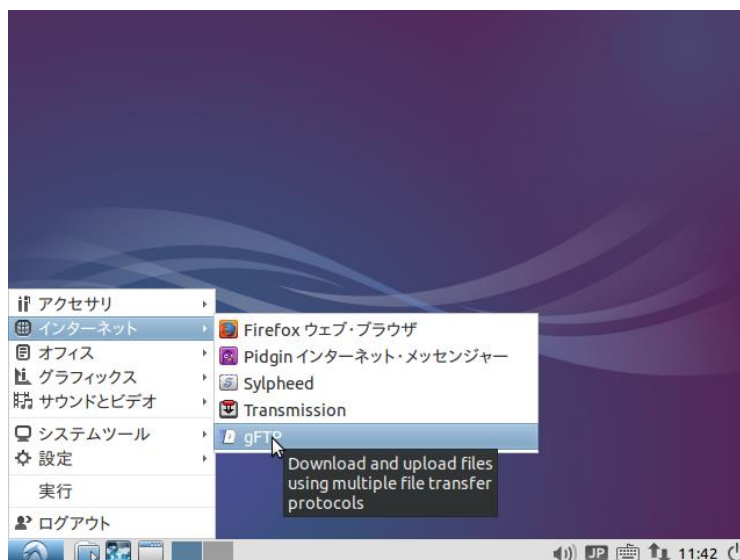 アクセサリ
インターネット
オフィス
グラフィックス
サウンドとビデオ
システムツール
設定
実行
ログアウト
Firefox ウェブ・ブラウザ
Pidgin インターネット・メッセンジャー
Sylpheed
Transmission
gFTP
Download and upload files
using multiple file transfer
protocols
JP
11:42